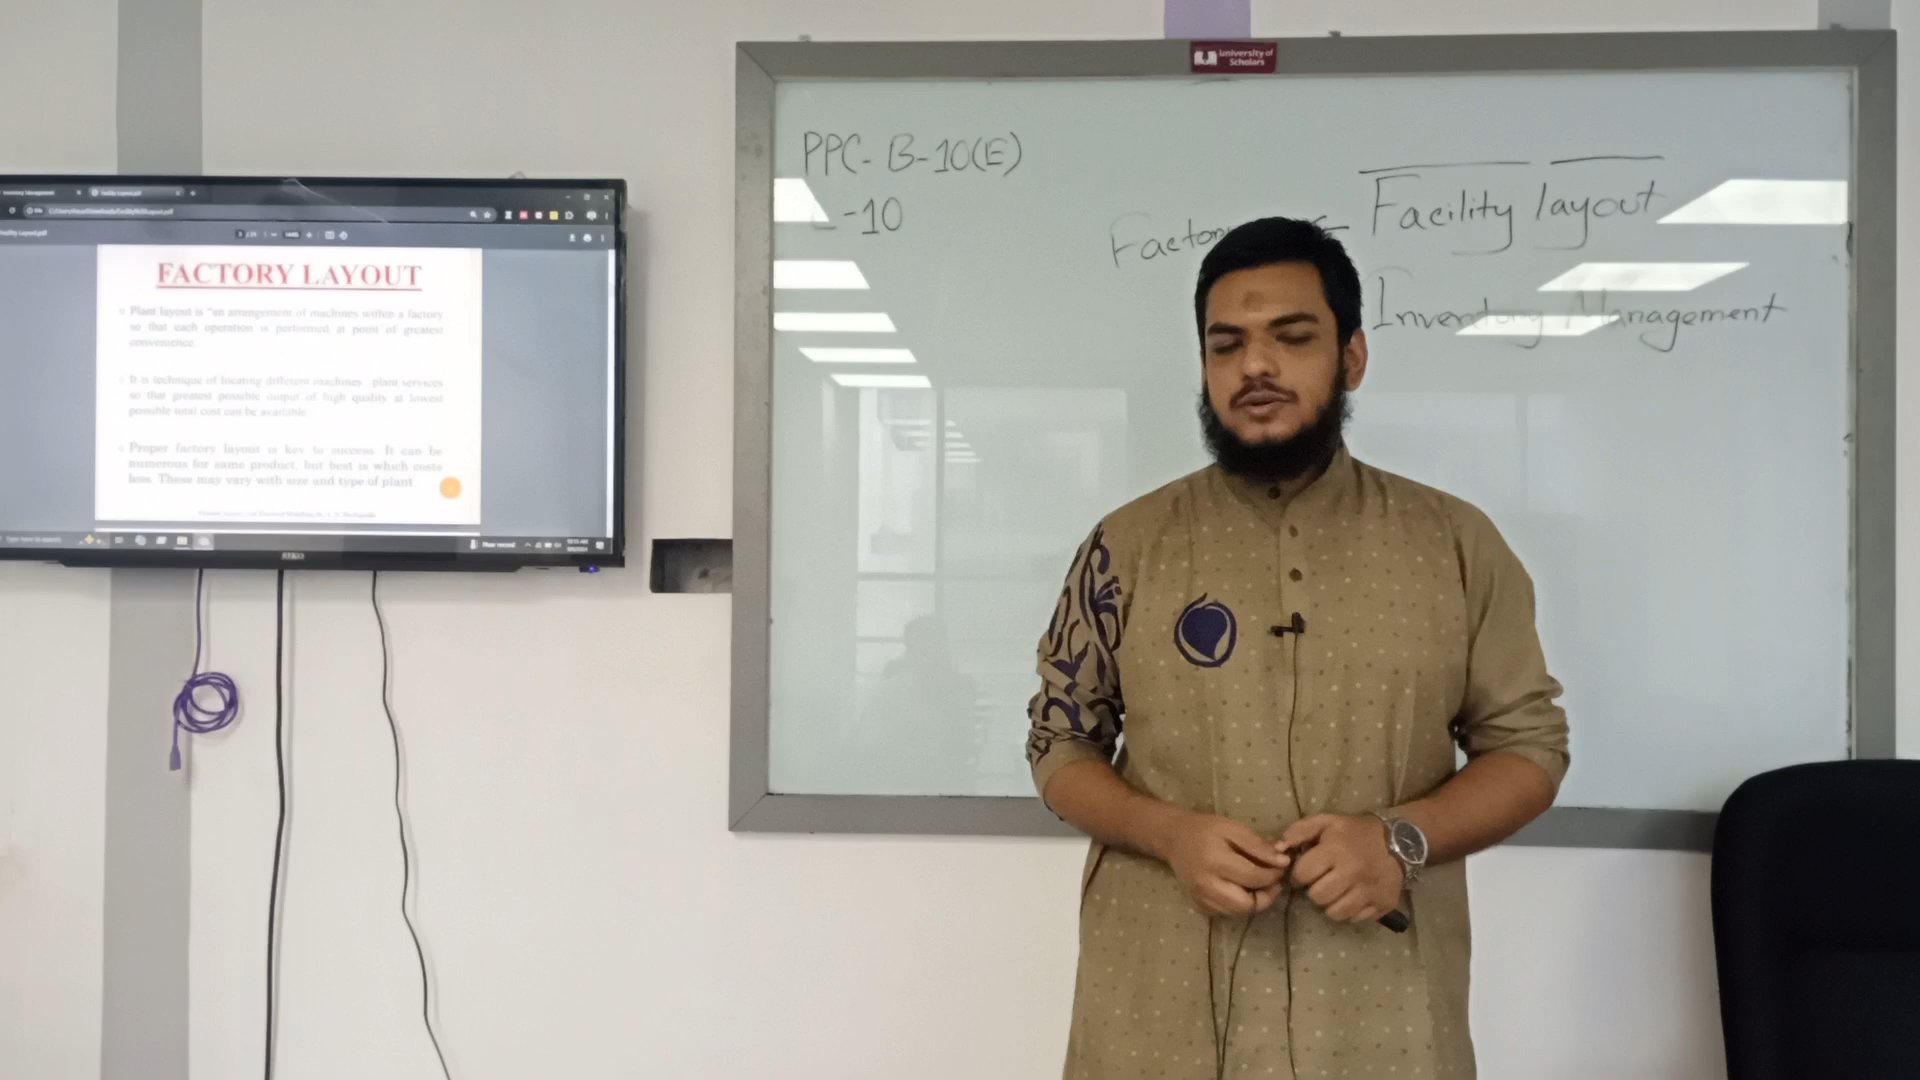 University of
Scholars
PPC- B-10(E)
L-10
Facility layout
Inventory Management
FACTORY LAYOUT
Plant layout is "an arrangement of machines within a factory
so that each operation is performed at point of greatest
convenience
It is technique of locating different machines plant services
so that greatest possible output of high quality at lowest
possible total cost can be available
Proper factory layout is key to success. It can be
numerous for same product, but best is which costs
less. These may vary with size and type of plant.